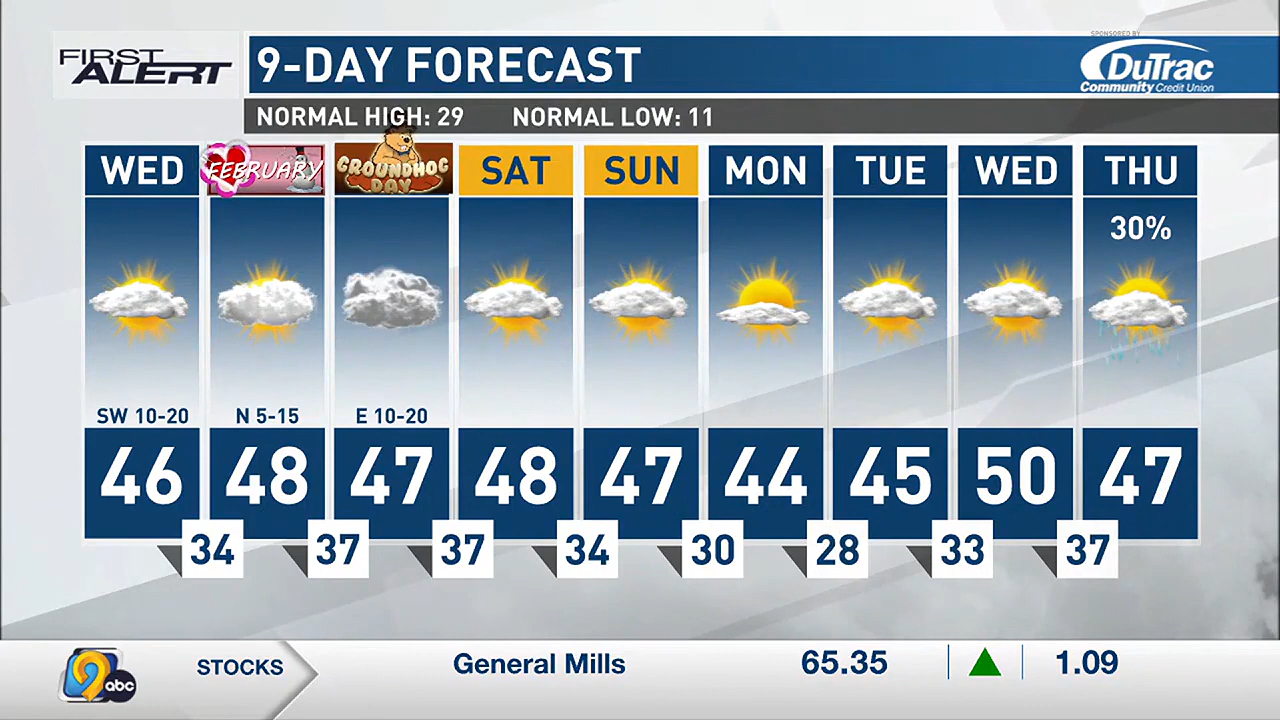 FIRST ALERT
9-DAY FORECAST
SPONSORED BY
DuTrac
Community Credit Union
NORMAL HIGH: 29 NORMAL LOW: 11
WED FEBRUARY GROUNDHOG DAY SAT SUN MON TUE WED THU
30%
SW 10-20 N 5-15 E 10-20
46 48 47 48 47 44 45 50 47
34 37 37 34 30 28 33 37
9 abc STOCKS General Mills 65.35 1.09